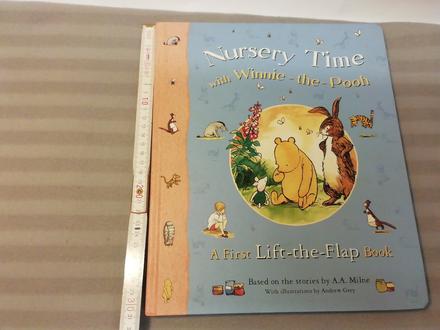 Nursery Time
with Winnie-the-Pooh
A First Lift-the-Flap Book
Based on the stories by A.A. Milne
With illustrations by Andrew Grey